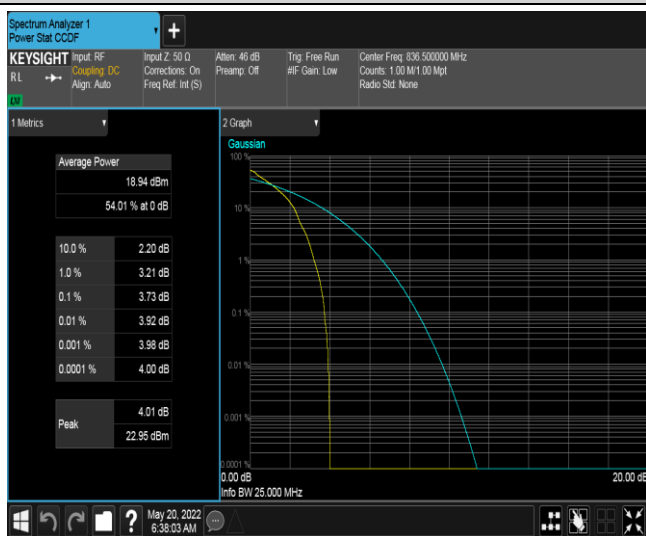 Spectrum Analyzer 1
Power Stat CCDF
+
KEYSIGHT
Input: RF
Input Z: 50 Ω
Atten: 46 dB
Trig: Free Run
Center Freq: 836.500000 MHz
RL
Coupling: DC
Corrections: On
Preamp: Off
#IF Gain: Low
Counts: 1.00 M/1.00 Mpt
Align: Auto
Freq Ref: Int (S)
Radio Std: None
1 Metrics
2 Graph
Average Power
18.94 dBm
54.01 % at 0 dB
10.0 % 2.20 dB
1.0 % 3.21 dB
0.1 % 3.73 dB
0.01 % 3.92 dB
0.001 % 3.98 dB
0.0001 % 4.00 dB
Peak
4.01 dB
22.95 dBm
Gaussian
100 %
10 %
1 %
0.1 %
0.01 %
0.001 %
0.0001 %
0.00 dB
20.00 dB
Info BW 25.000 MHz
?
May 20, 2022
6:38:03 AM